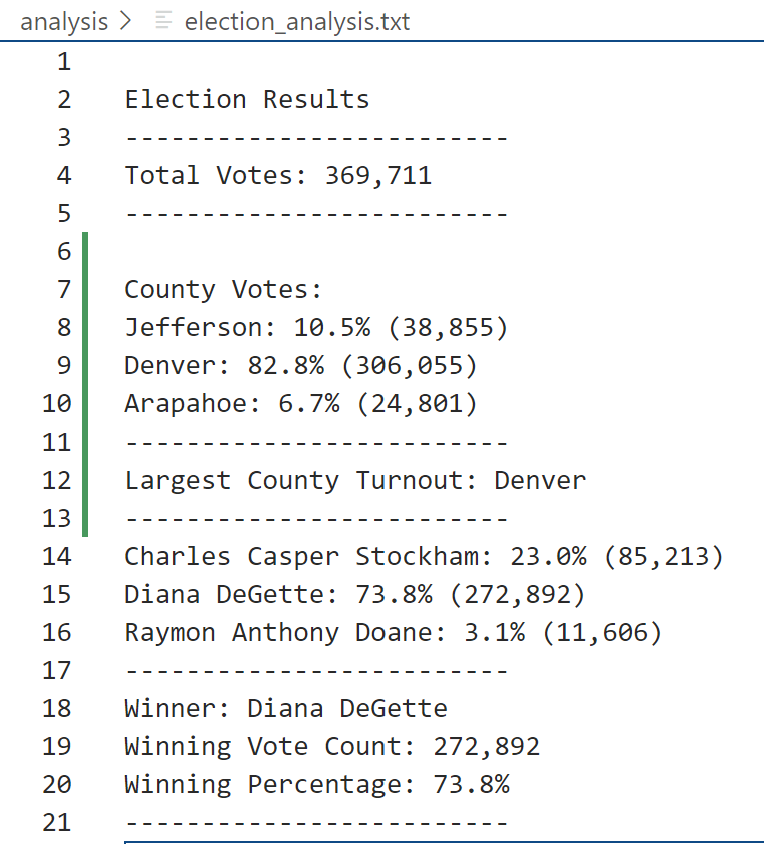 analysis > election_analysis.txt
1
2 Election Results
3 -------------------------
4 Total Votes: 369,711
5 -------------------------
6
7 County Votes:
8 Jefferson: 10.5% (38,855)
9 Denver: 82.8% (306,055)
10 Arapahoe: 6.7% (24,801)
11 -------------------------
12 Largest County Turnout: Denver
13 -------------------------
14 Charles Casper Stockham: 23.0% (85,213)
15 Diana DeGette: 73.8% (272,892)
16 Raymon Anthony Doane: 3.1% (11,606)
17 -------------------------
18 Winner: Diana DeGette
19 Winning Vote Count: 272,892
20 Winning Percentage: 73.8%
21 -------------------------